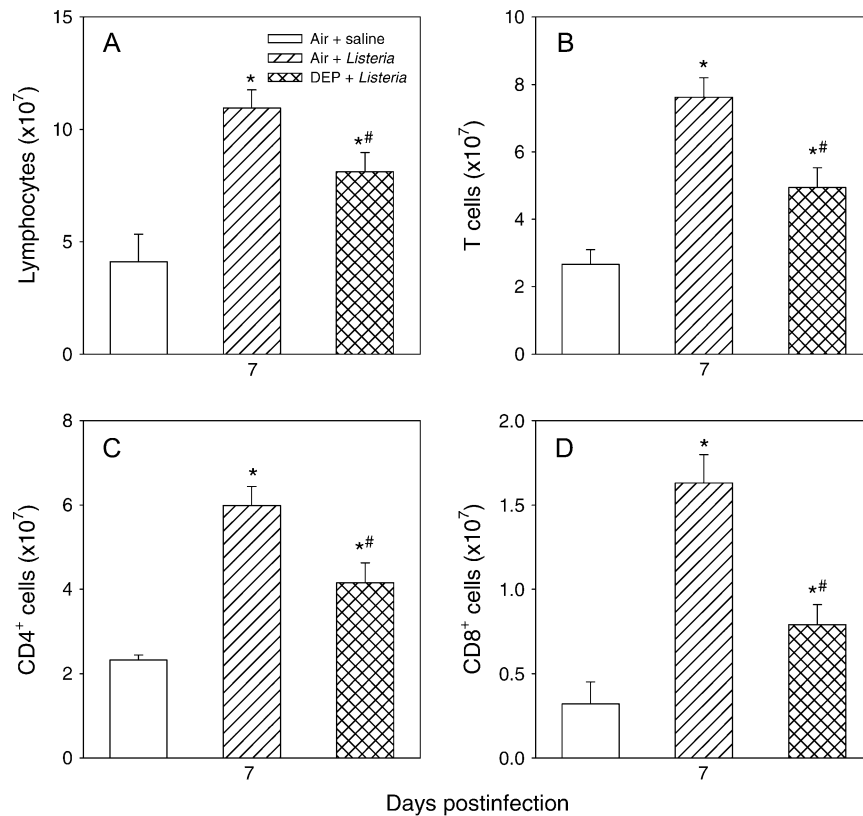 A
Air + saline
Air + Listeria
DEP + Listeria
Lymphocytes (x10⁷)
15
10
5
0
*
*#
7
B
T cells (x10⁷)
10
8
6
4
2
0
*
*#
7
C
CD4⁺ cells (x10⁷)
8
6
4
2
0
*
*#
7
D
CD8⁺ cells (x10⁷)
2.0
1.5
1.0
0.5
0.0
*
*#
7
Days postinfection